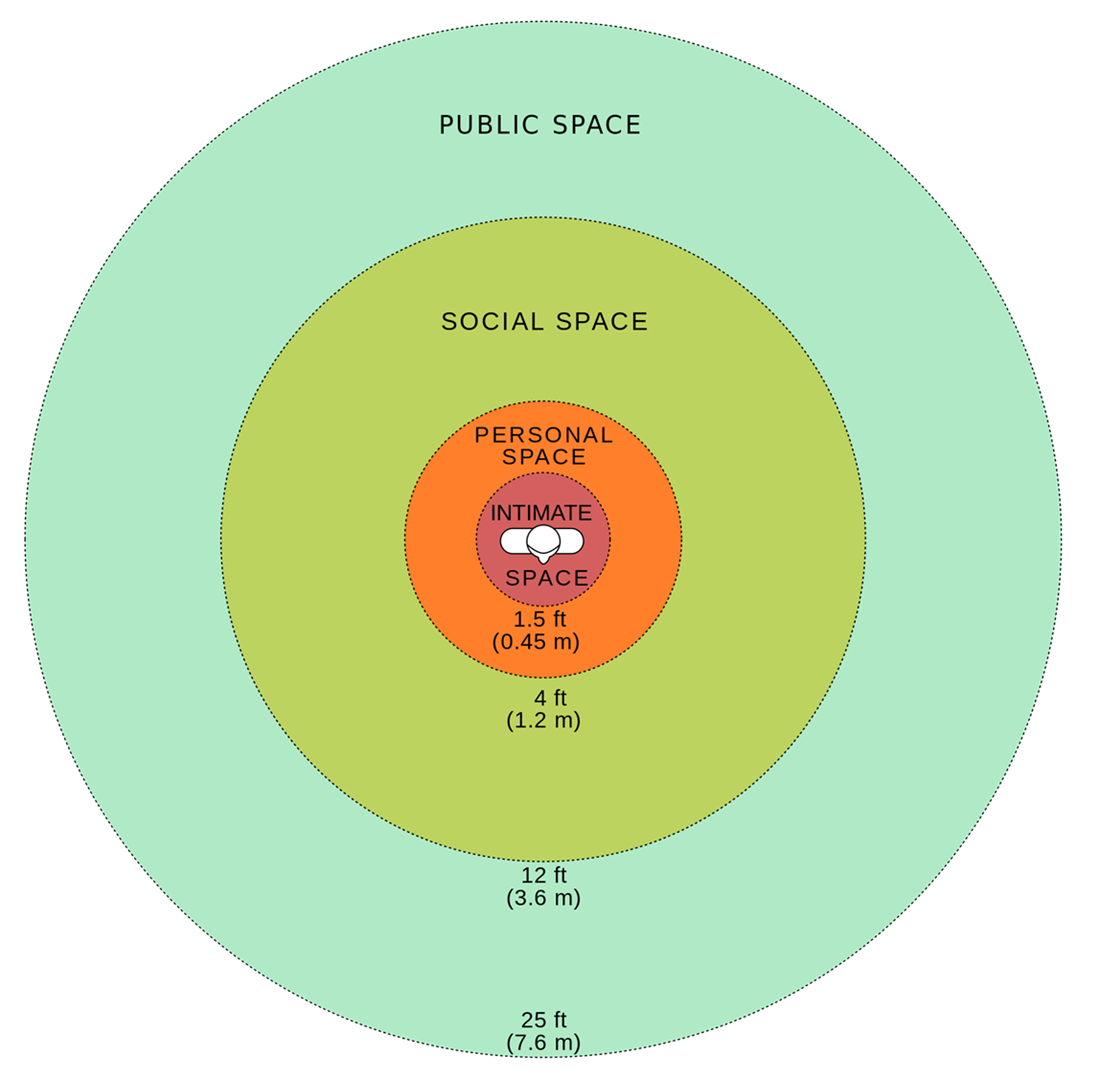 PUBLIC SPACE
SOCIAL SPACE
PERSONAL
SPACE
INTIMATE
SPACE
1.5 ft
(0.45 m)
4 ft
(1.2 m)
12 ft
(3.6 m)
25 ft
(7.6 m)